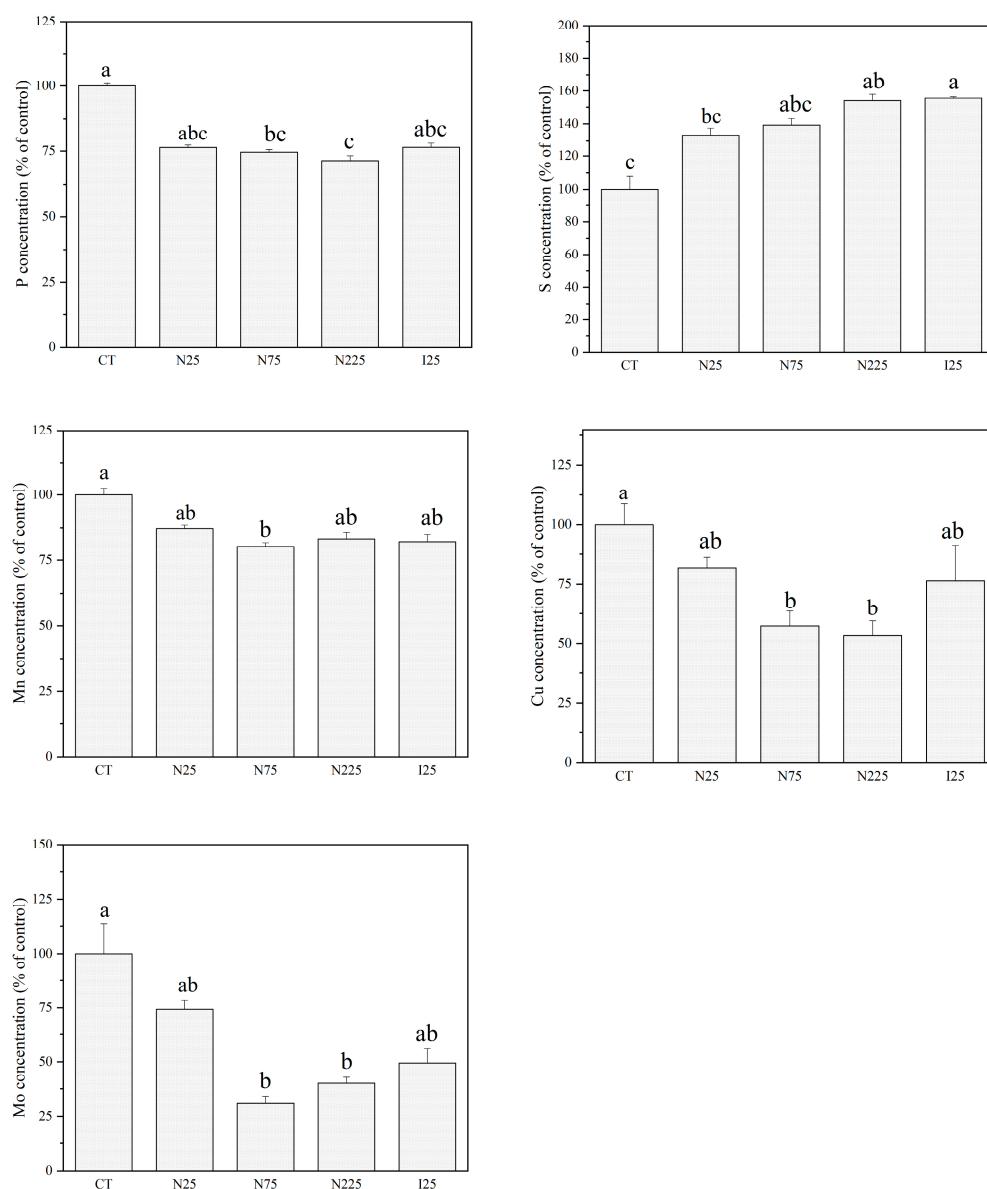 P concentration (% of control)
125
100
75
50
25
0
a
abc
bc
c
abc
CT N25 N75 N225 I25
S concentration (% of control)
200
180
160
140
120
100
80
60
40
20
0
c
bc
abc
ab
a
CT N25 N75 N225 I25
Mn concentration (% of control)
125
100
75
50
25
0
a
ab
b
ab
ab
CT N25 N75 N225 I25
Cu concentration (% of control)
125
100
75
50
25
0
a
ab
b
b
ab
CT N25 N75 N225 I25
Mo concentration (% of control)
150
125
100
75
50
25
0
a
ab
b
b
ab
CT N25 N75 N225 I25